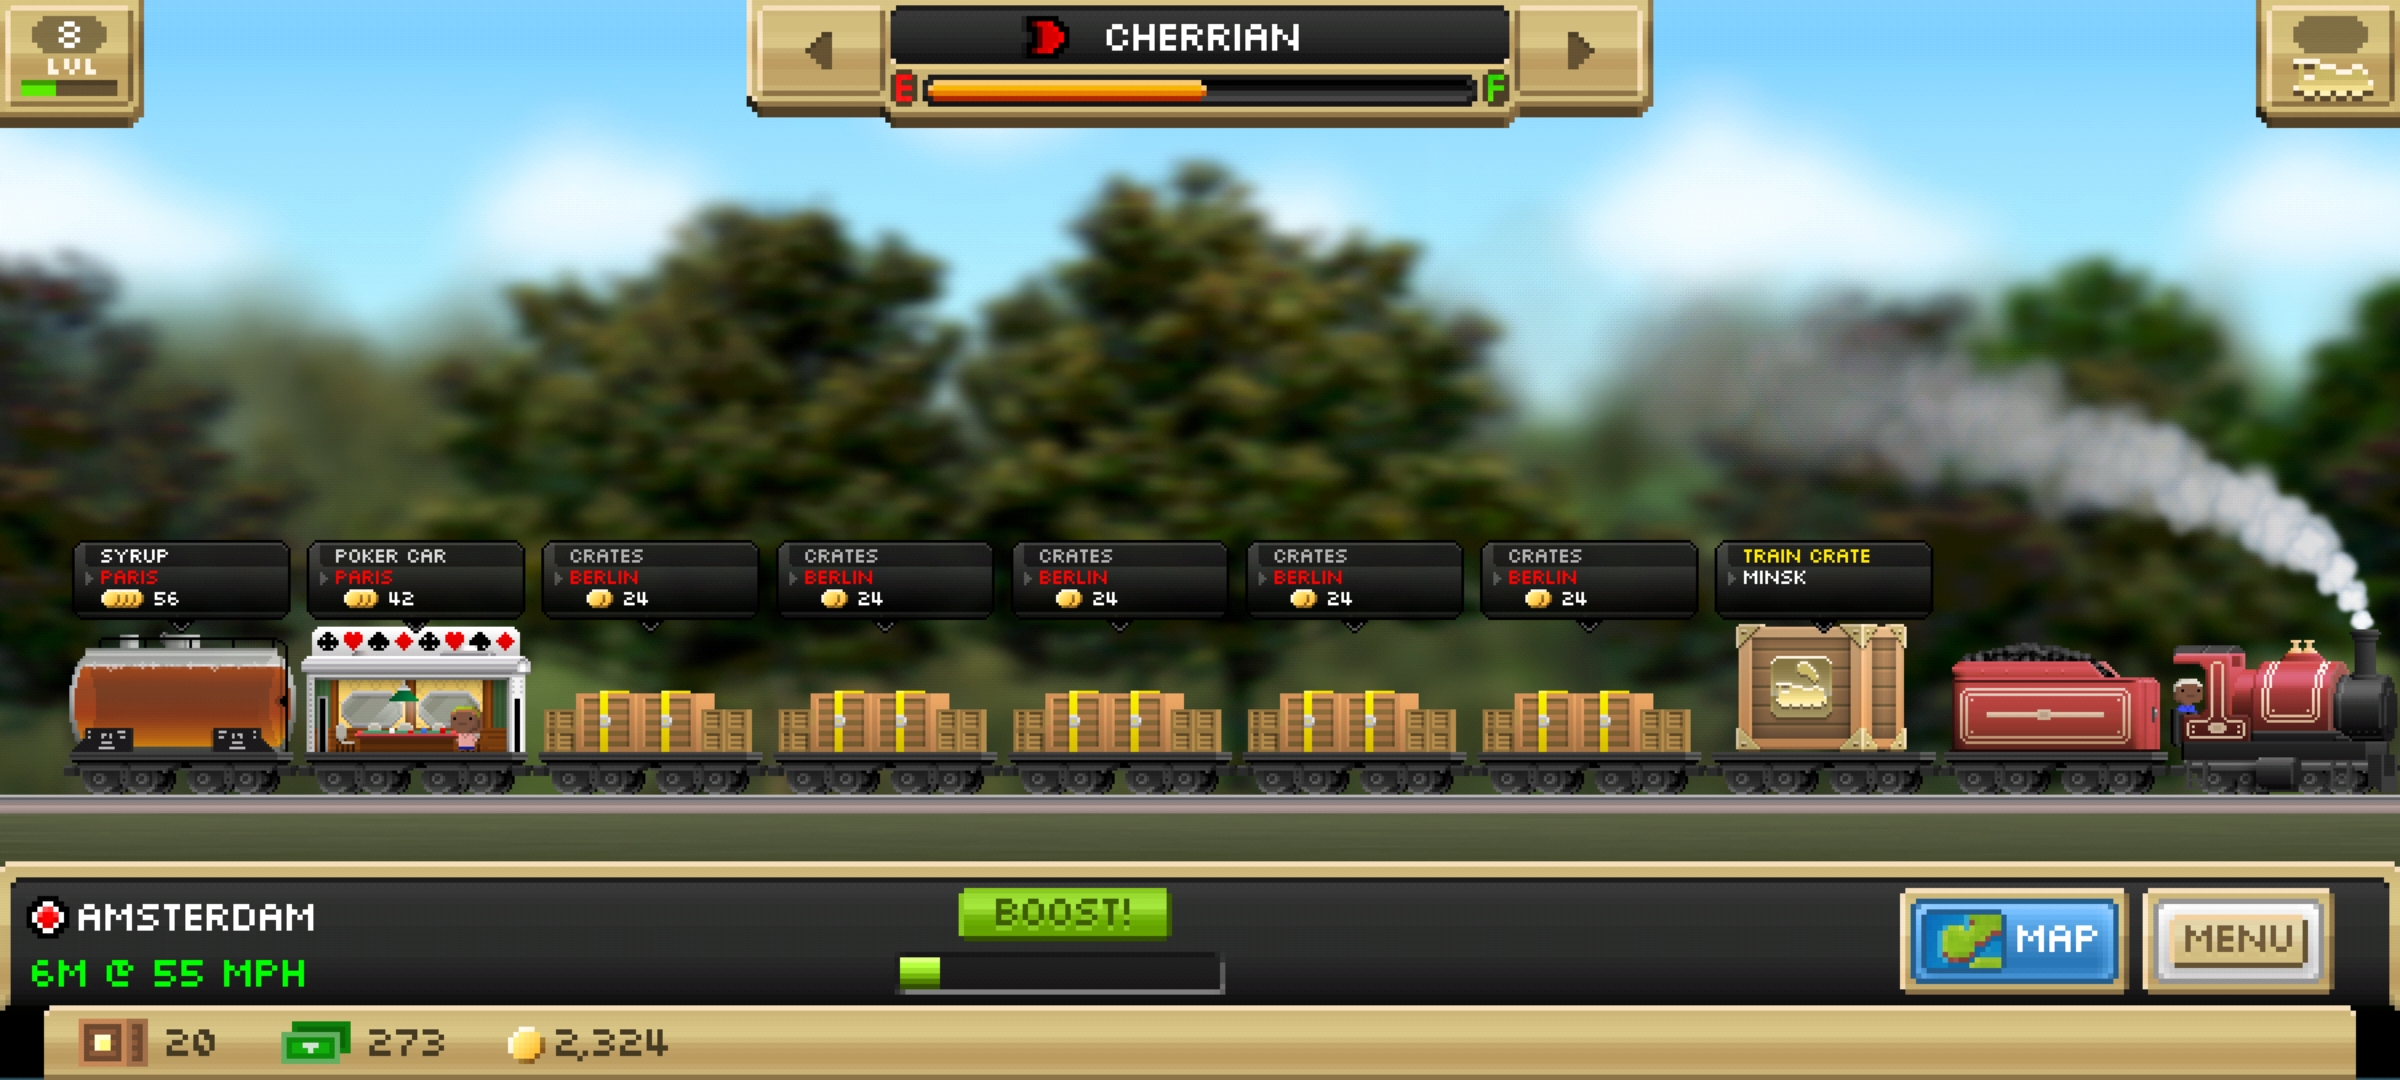 8
LVL
CHERRIAN
E F
SYRUP
PARIS
56
POKER CAR
PARIS
42
CRATES
BERLIN
24
CRATES
BERLIN
24
CRATES
BERLIN
24
CRATES
BERLIN
24
CRATES
BERLIN
24
TRAIN CRATE
MINSK
AMSTERDAM
6M @ 55 MPH
BOOST!
MAP
MENU
20
273
2,324